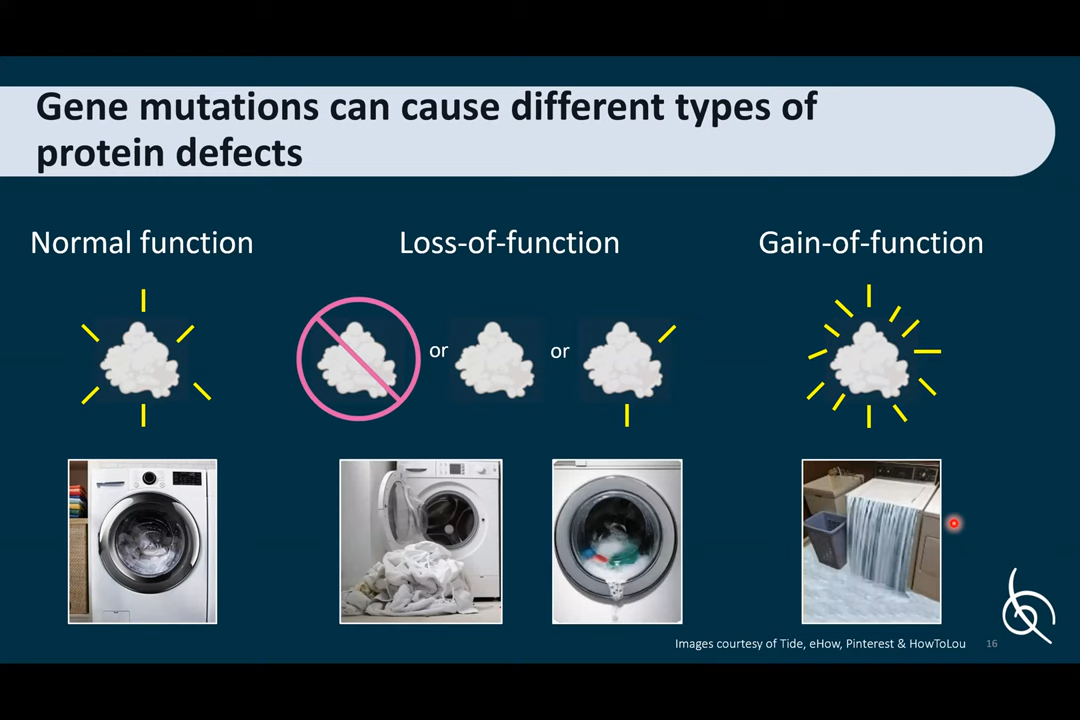 Gene mutations can cause different types of
protein defects
Normal function
Loss-of-function
Gain-of-function
or
or
Images courtesy of Tide, eHow, Pinterest & HowToLou
16